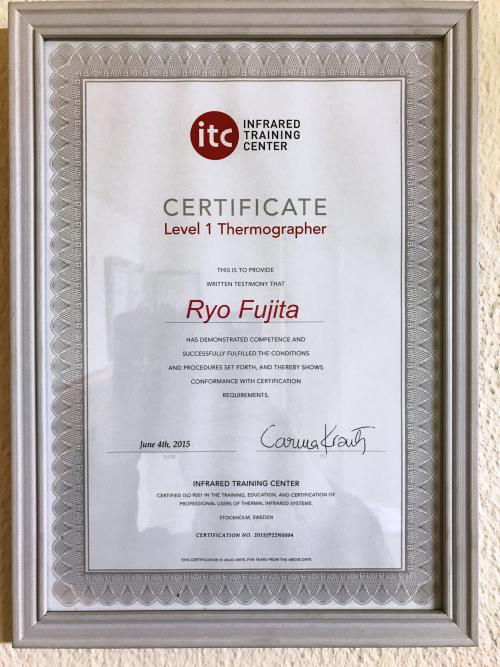 itc INFRARED
TRAINING
CENTER
CERTIFICATE
Level 1 Thermographer
THIS IS TO PROVIDE
WRITTEN TESTIMONY THAT
Ryo Fujita
HAS DEMONSTRATED COMPETENCE AND
SUCCESSFULLY FULFILLED THE CONDITIONS
AND PROCEDURES SET FORTH, AND THEREBY SHOWS
CONFORMANCE WITH CERTIFICATION
REQUIREMENTS.
June 4th, 2015 Carina Krantz
DATE ITC
INFRARED TRAINING CENTER
CERTIFIED ISO 9001 IN THE TRAINING, EDUCATION, AND CERTIFICATION OF
PROFESSIONAL USERS OF THERMAL INFRARED SYSTEMS.
STOCKHOLM, SWEDEN
CERTIFICATION NO. 2015JP22N0004
THIS CERTIFICATION IS VALID UNTIL FIVE YEARS FROM THE ABOVE DATE